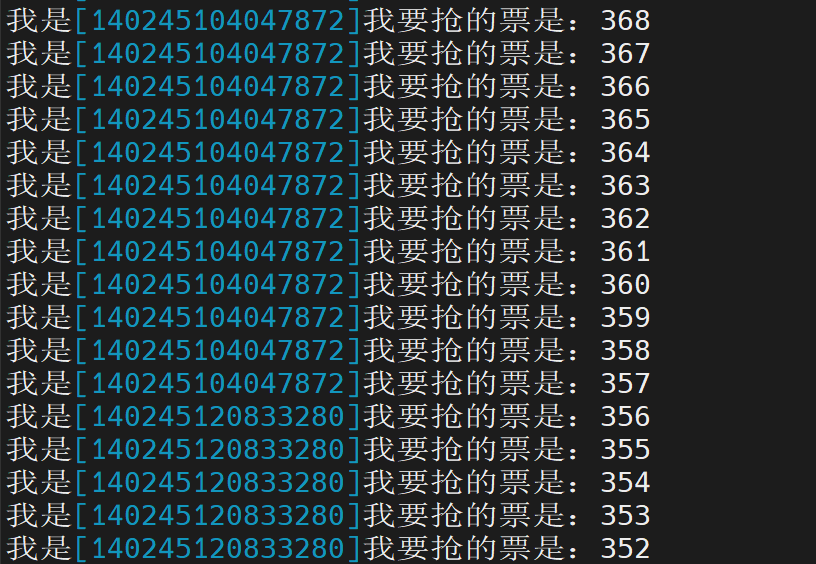 我是[140245104047872]我要抢的票是：368
我是[140245104047872]我要抢的票是：367
我是[140245104047872]我要抢的票是：366
我是[140245104047872]我要抢的票是：365
我是[140245104047872]我要抢的票是：364
我是[140245104047872]我要抢的票是：363
我是[140245104047872]我要抢的票是：362
我是[140245104047872]我要抢的票是：361
我是[140245104047872]我要抢的票是：360
我是[140245104047872]我要抢的票是：359
我是[140245104047872]我要抢的票是：358
我是[140245104047872]我要抢的票是：357
我是[140245120833280]我要抢的票是：356
我是[140245120833280]我要抢的票是：355
我是[140245120833280]我要抢的票是：354
我是[140245120833280]我要抢的票是：353
我是[140245120833280]我要抢的票是：352